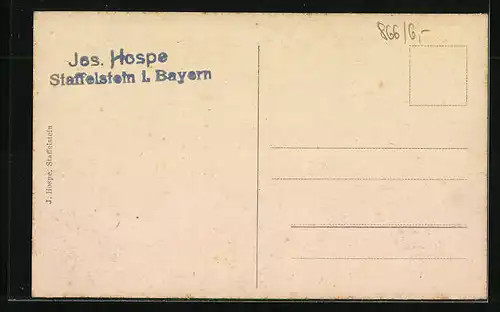 866/6,-
Jos. Hospe
Staffelstein i. Bayern
J. Hospe, Staffelstein